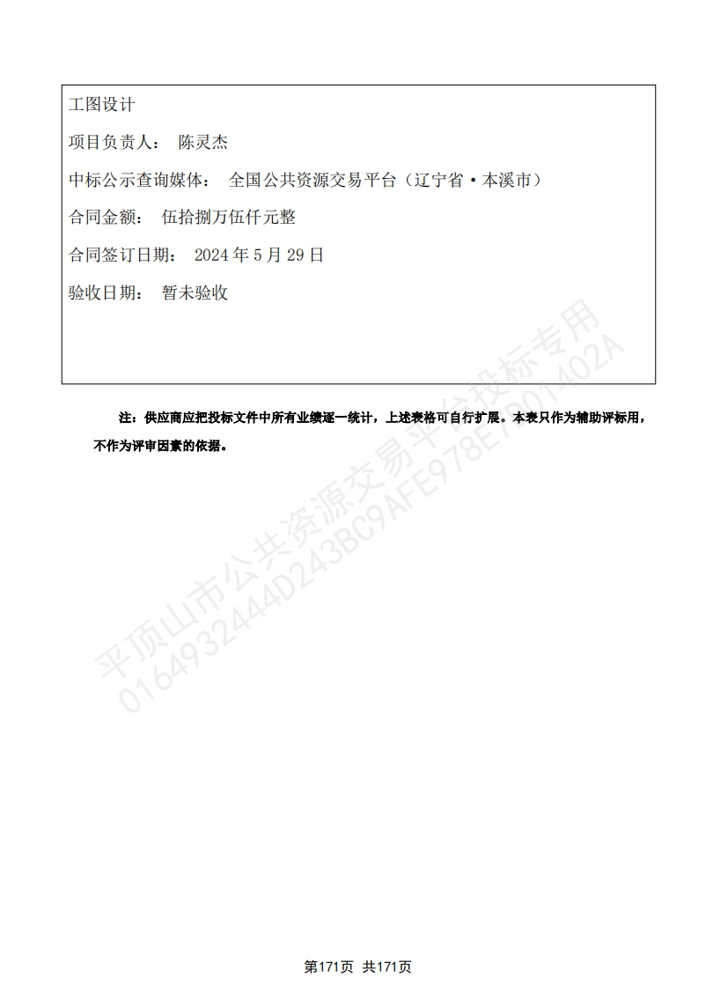 工图设计
项目负责人： 陈灵杰
中标公示查询媒体： 全国公共资源交易平台（辽宁省·本溪市）
合同金额： 伍拾捌万伍仟元整
合同签订日期： 2024 年 5 月 29 日
验收日期： 暂未验收
注：供应商应把投标文件中所有业绩逐一统计，上述表格可自行扩展。本表只作为辅助评标用，
不作为评审因素的依据。
平顶山市公共资源交易平台投标专用
0164932444D243BC9AFE978E7D01402A
第171页 共171页